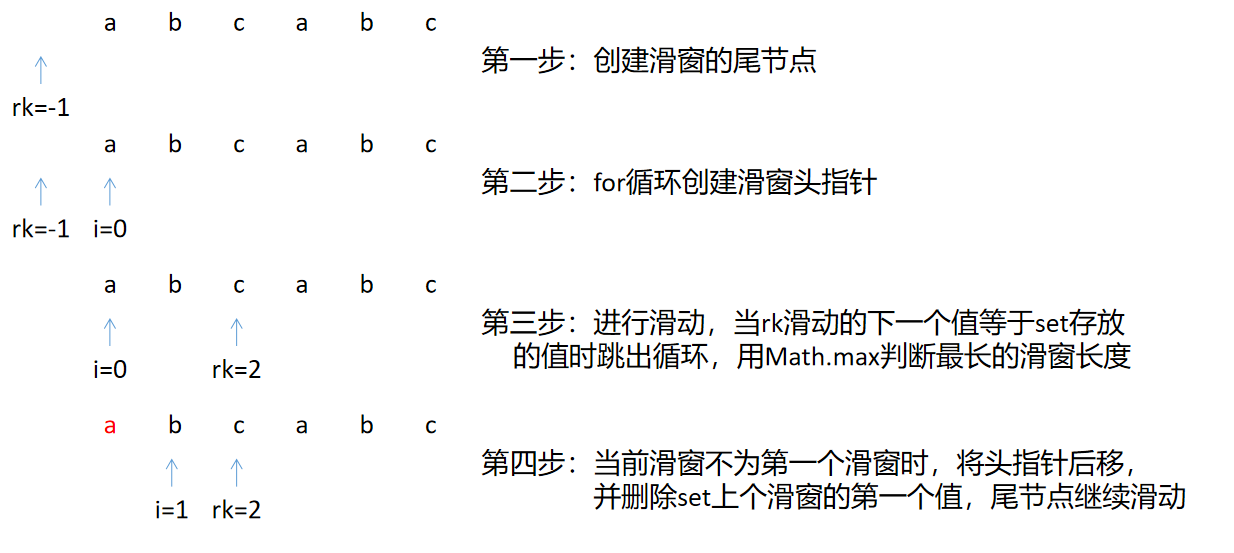 a b c a b c
第一步：创建滑窗的尾节点
rk=-1
a b c a b c
第二步：for循环创建滑窗头指针
rk=-1 i=0
a b c a b c
第三步：进行滑动，当rk滑动的下一个值等于set存放
的值时跳出循环，用Math.max判断最长的滑窗长度
i=0 rk=2
a b c a b c
第四步：当前滑窗不为第一个滑窗时，将头指针后移，
并删除set上个滑窗的第一个值，尾节点继续滑动
i=1 rk=2